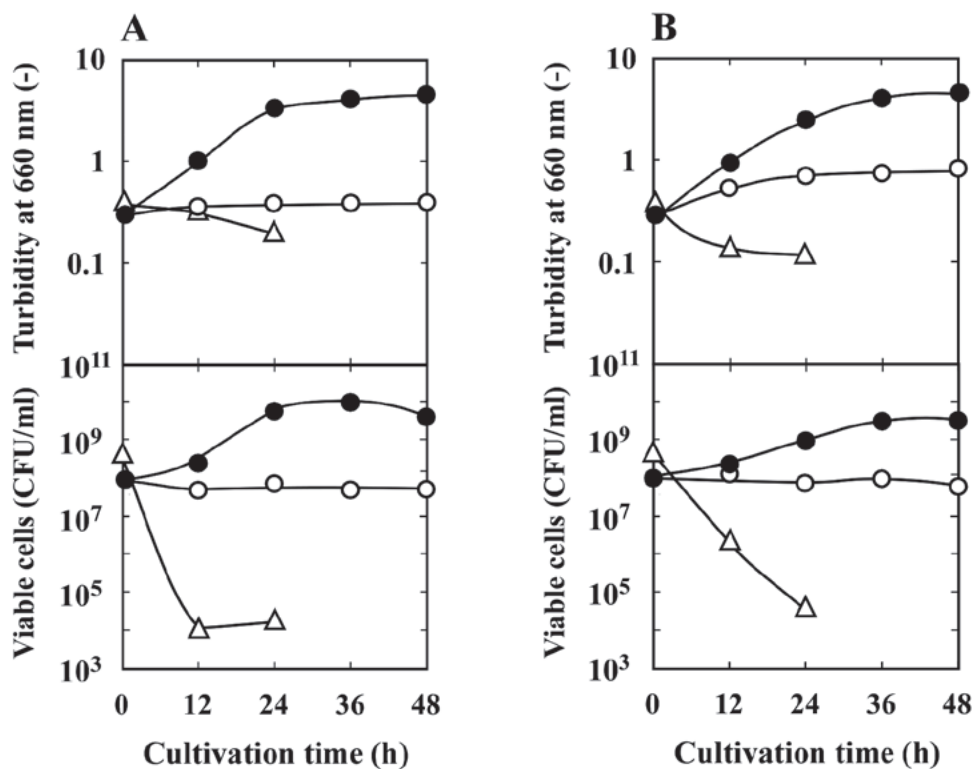 A
Turbidity at 660 nm (-)
10
1
0.1
Viable cells (CFU/ml)
10¹¹
10⁹
10⁷
10⁵
10³
0 12 24 36 48
Cultivation time (h)
B
Turbidity at 660 nm (-)
10
1
0.1
Viable cells (CFU/ml)
10¹¹
10⁹
10⁷
10⁵
10³
0 12 24 36 48
Cultivation time (h)